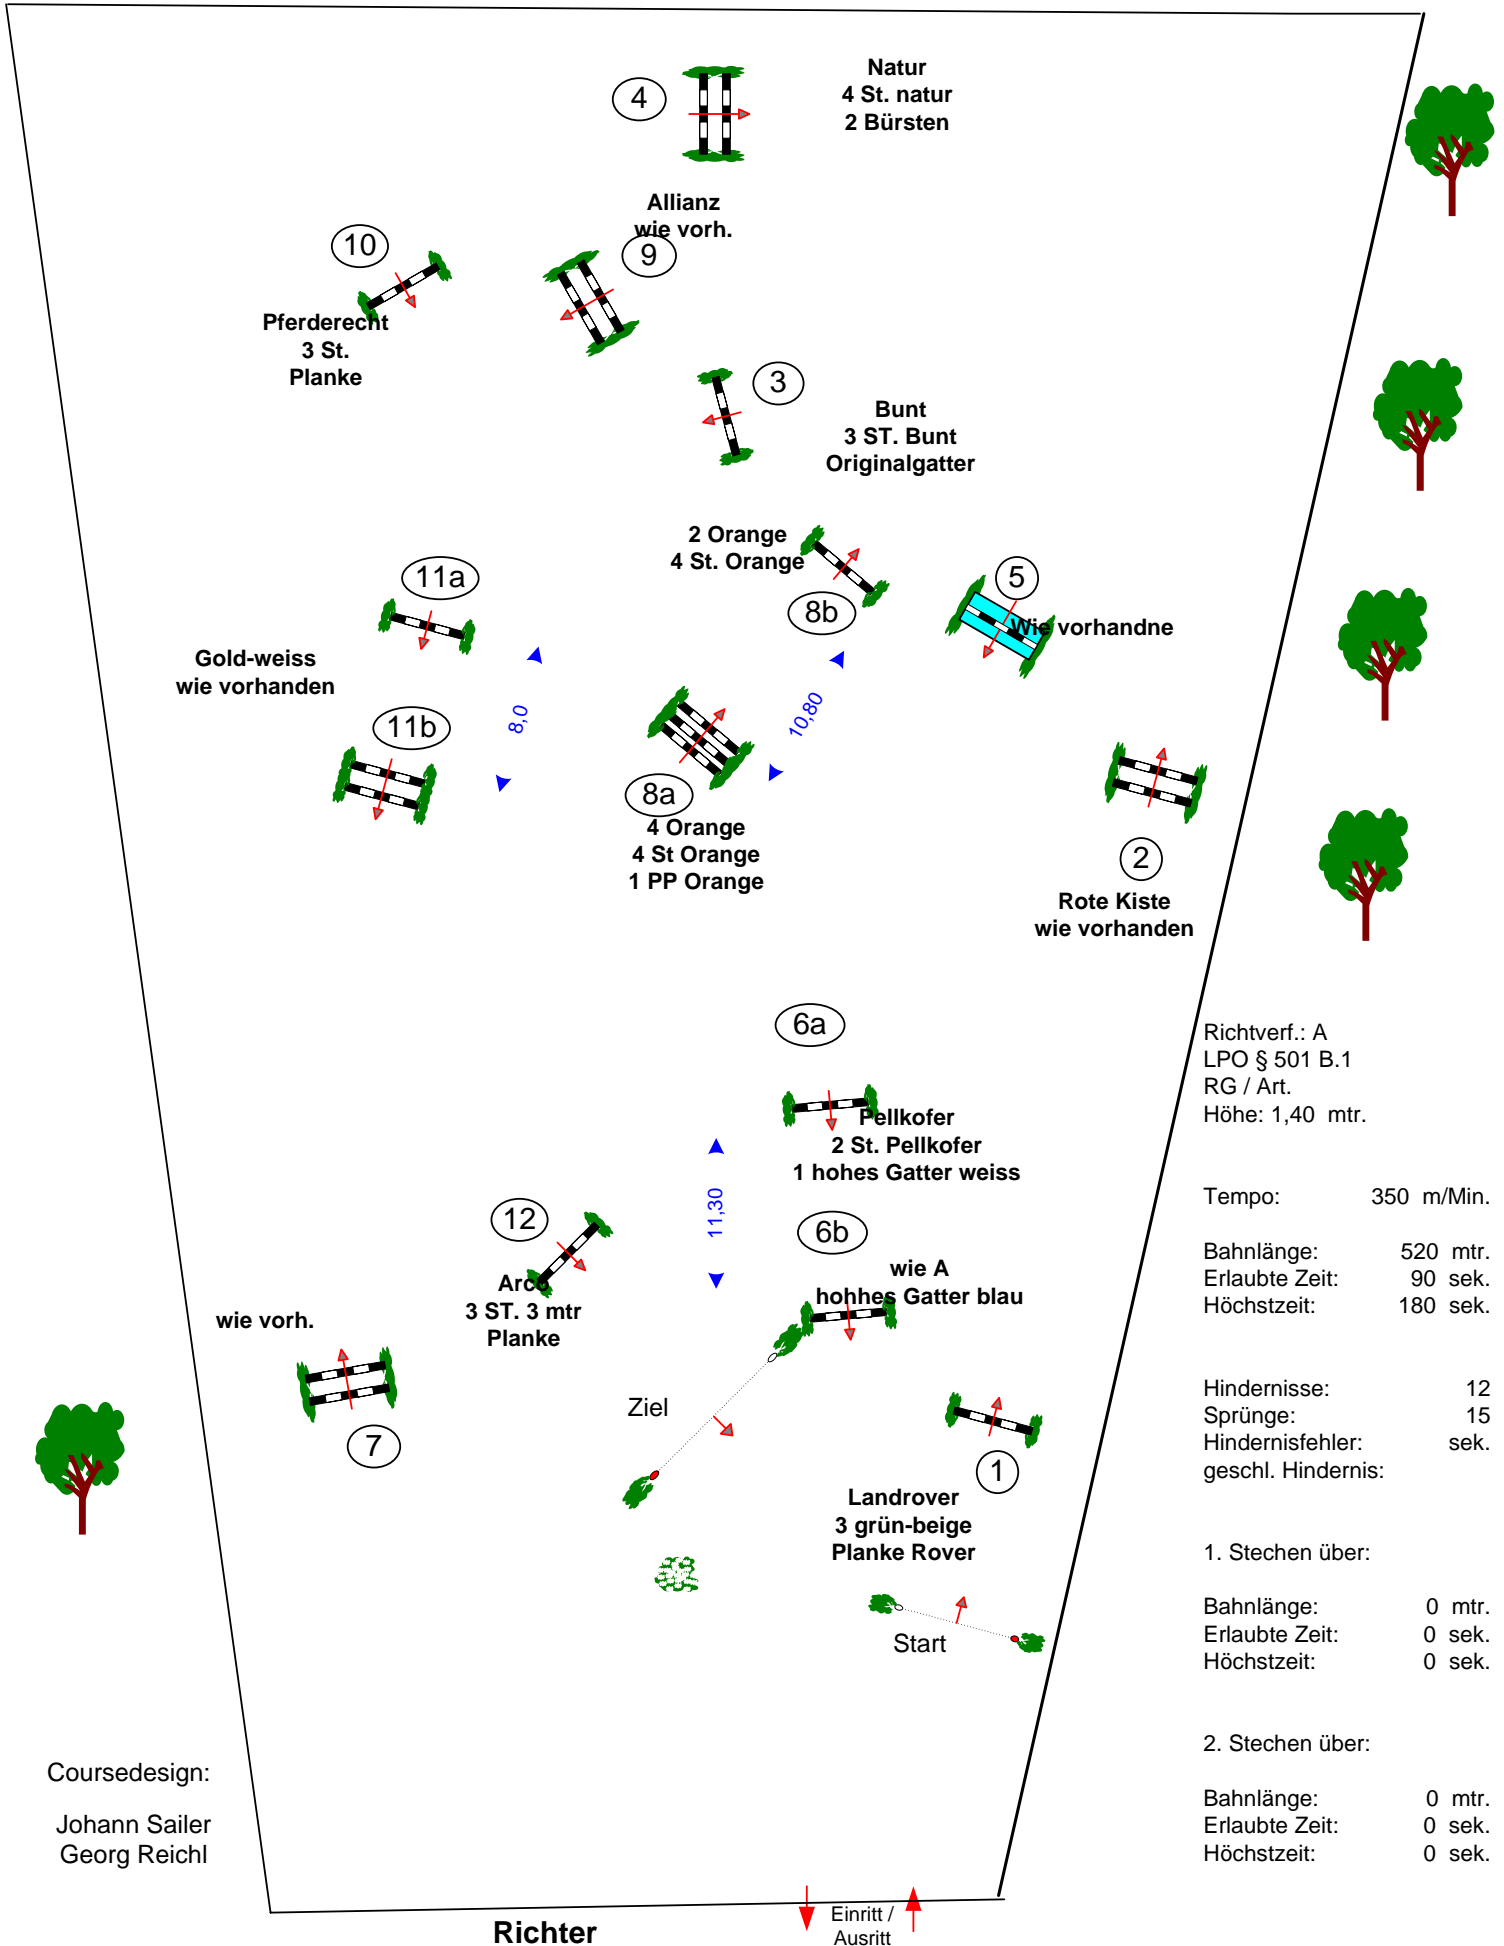 4
Natur
4 St. natur
2 Bürsten
Allianz
wie vorh.
9
10
Pferderecht
3 St.
Planke
3
Bunt
3 ST. Bunt
Originalgatter
2 Orange
4 St. Orange
8b
5
Wie vorhandne
11a
Gold-weiss
wie vorhanden
11b
8,0
10,80
8a
4 Orange
4 St Orange
1 PP Orange
2
Rote Kiste
wie vorhanden
6a
Pellkofer
2 St. Pellkofer
1 hohes Gatter weiss
11,30
6b
wie A
hohhes Gatter blau
12
Arco
3 ST. 3 mtr
Planke
wie vorh.
7
Ziel
1
Landrover
3 grün-beige
Planke Rover
Start
Richtverf.: A
LPO § 501 B.1
RG / Art.
Höhe: 1,40 mtr.
Tempo: 350 m/Min.
Bahnlänge: 520 mtr.
Erlaubte Zeit: 90 sek.
Höchstzeit: 180 sek.
Hindernisse: 12
Sprünge: 15
Hindernisfehler: sek.
geschl. Hindernis:
1. Stechen über:
Bahnlänge: 0 mtr.
Erlaubte Zeit: 0 sek.
Höchstzeit: 0 sek.
2. Stechen über:
Bahnlänge: 0 mtr.
Erlaubte Zeit: 0 sek.
Höchstzeit: 0 sek.
Coursedesign:
Johann Sailer
Georg Reichl
Richter
Einritt /
Ausritt